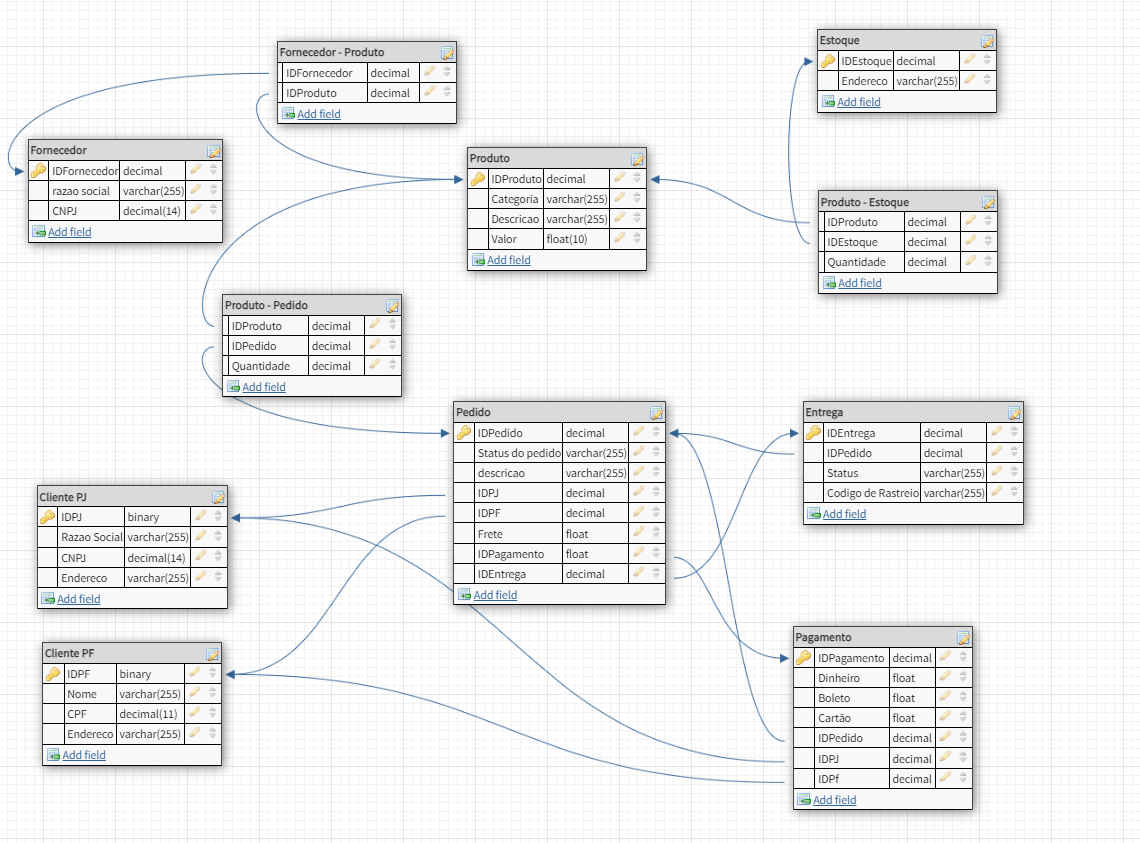 Fornecedor - Produto
IDFornecedor decimal
IDProduto decimal
Add field
Estoque
IDEstoque decimal
Endereco varchar(255)
Add field
Fornecedor
IDFornecedor decimal
razao social varchar(255)
CNPJ decimal(14)
Add field
Produto
IDProduto decimal
Categoria varchar(255)
Descricao varchar(255)
Valor float(10)
Add field
Produto - Estoque
IDProduto decimal
IDEstoque decimal
Quantidade decimal
Add field
Produto - Pedido
IDProduto decimal
IDPedido decimal
Quantidade decimal
Add field
Pedido
IDPedido decimal
Status do pedido varchar(255)
descricao varchar(255)
IDPJ decimal
IDPF decimal
Frete float
IDPagamento float
IDEntrega decimal
Add field
Entrega
IDEntrega decimal
IDPedido decimal
Status varchar(255)
Codigo de Rastreio varchar(255)
Add field
Cliente PJ
IDPJ binary
Razao Social varchar(255)
CNPJ decimal(14)
Endereco varchar(255)
Add field
Cliente PF
IDPF binary
Nome varchar(255)
CPF decimal(11)
Endereco varchar(255)
Add field
Pagamento
IDPagamento decimal
Dinheiro float
Boleto float
Cartão float
IDPedido decimal
IDPJ decimal
IDPf decimal
Add field